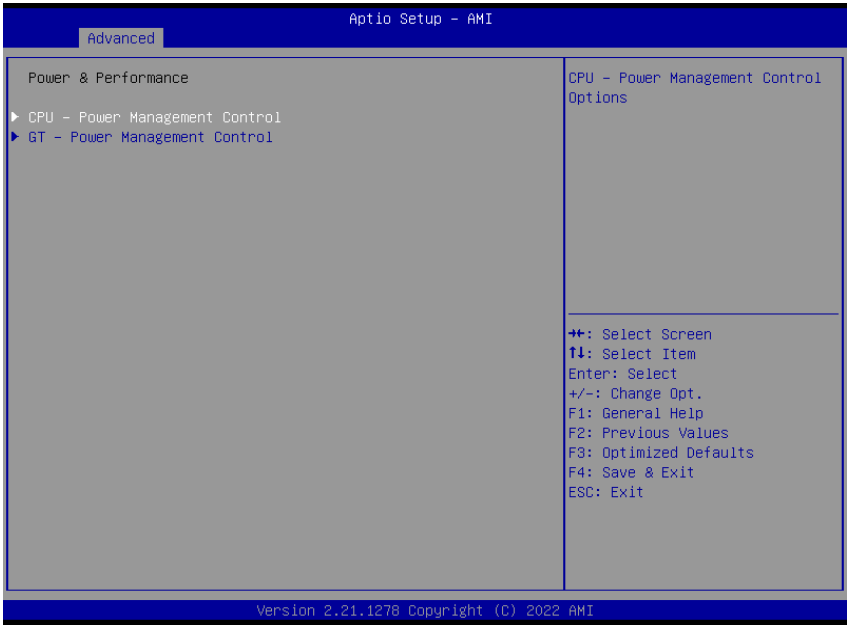 Aptio Setup – AMI
Advanced
Power & Performance
▶ CPU – Power Management Control
▶ GT – Power Management Control
CPU – Power Management Control
Options
→←: Select Screen
↑↓: Select Item
Enter: Select
+/-: Change Opt.
F1: General Help
F2: Previous Values
F3: Optimized Defaults
F4: Save & Exit
ESC: Exit
Version 2.21.1278 Copyright (C) 2022 AMI